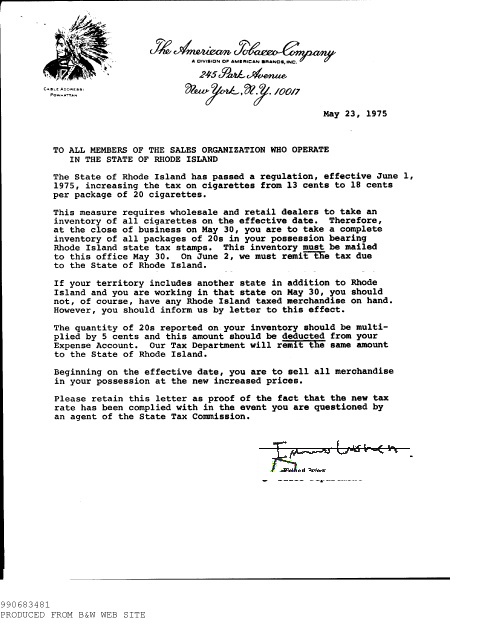 The American Tobacco Company
A DIVISION OF AMERICAN BRANDS, INC.
245 Park Avenue
New York, N.Y. 10017
CABLE ADDRESS:
POWHATTAN
May 23, 1975
TO ALL MEMBERS OF THE SALES ORGANIZATION WHO OPERATE
IN THE STATE OF RHODE ISLAND
The State of Rhode Island has passed a regulation, effective June 1,
1975, increasing the tax on cigarettes from 13 cents to 18 cents
per package of 20 cigarettes.
This measure requires wholesale and retail dealers to take an
inventory of all cigarettes on the effective date. Therefore,
at the close of business on May 30, you are to take a complete
inventory of all packages of 20s in your possession bearing
Rhode Island state tax stamps. This inventory must be mailed
to this office May 30. On June 2, we must remit the tax due
to the State of Rhode Island.
If your territory includes another state in addition to Rhode
Island and you are working in that state on May 30, you should
not, of course, have any Rhode Island taxed merchandise on hand.
However, you should inform us by letter to this effect.
The quantity of 20s reported on your inventory should be multi-
plied by 5 cents and this amount should be deducted from your
Expense Account. Our Tax Department will remit the same amount
to the State of Rhode Island.
Beginning on the effective date, you are to sell all merchandise
in your possession at the new increased prices.
Please retain this letter as proof of the fact that the new tax
rate has been complied with in the event you are questioned by
an agent of the State Tax Commission.
990683481
PRODUCED FROM B&W WEB SITE